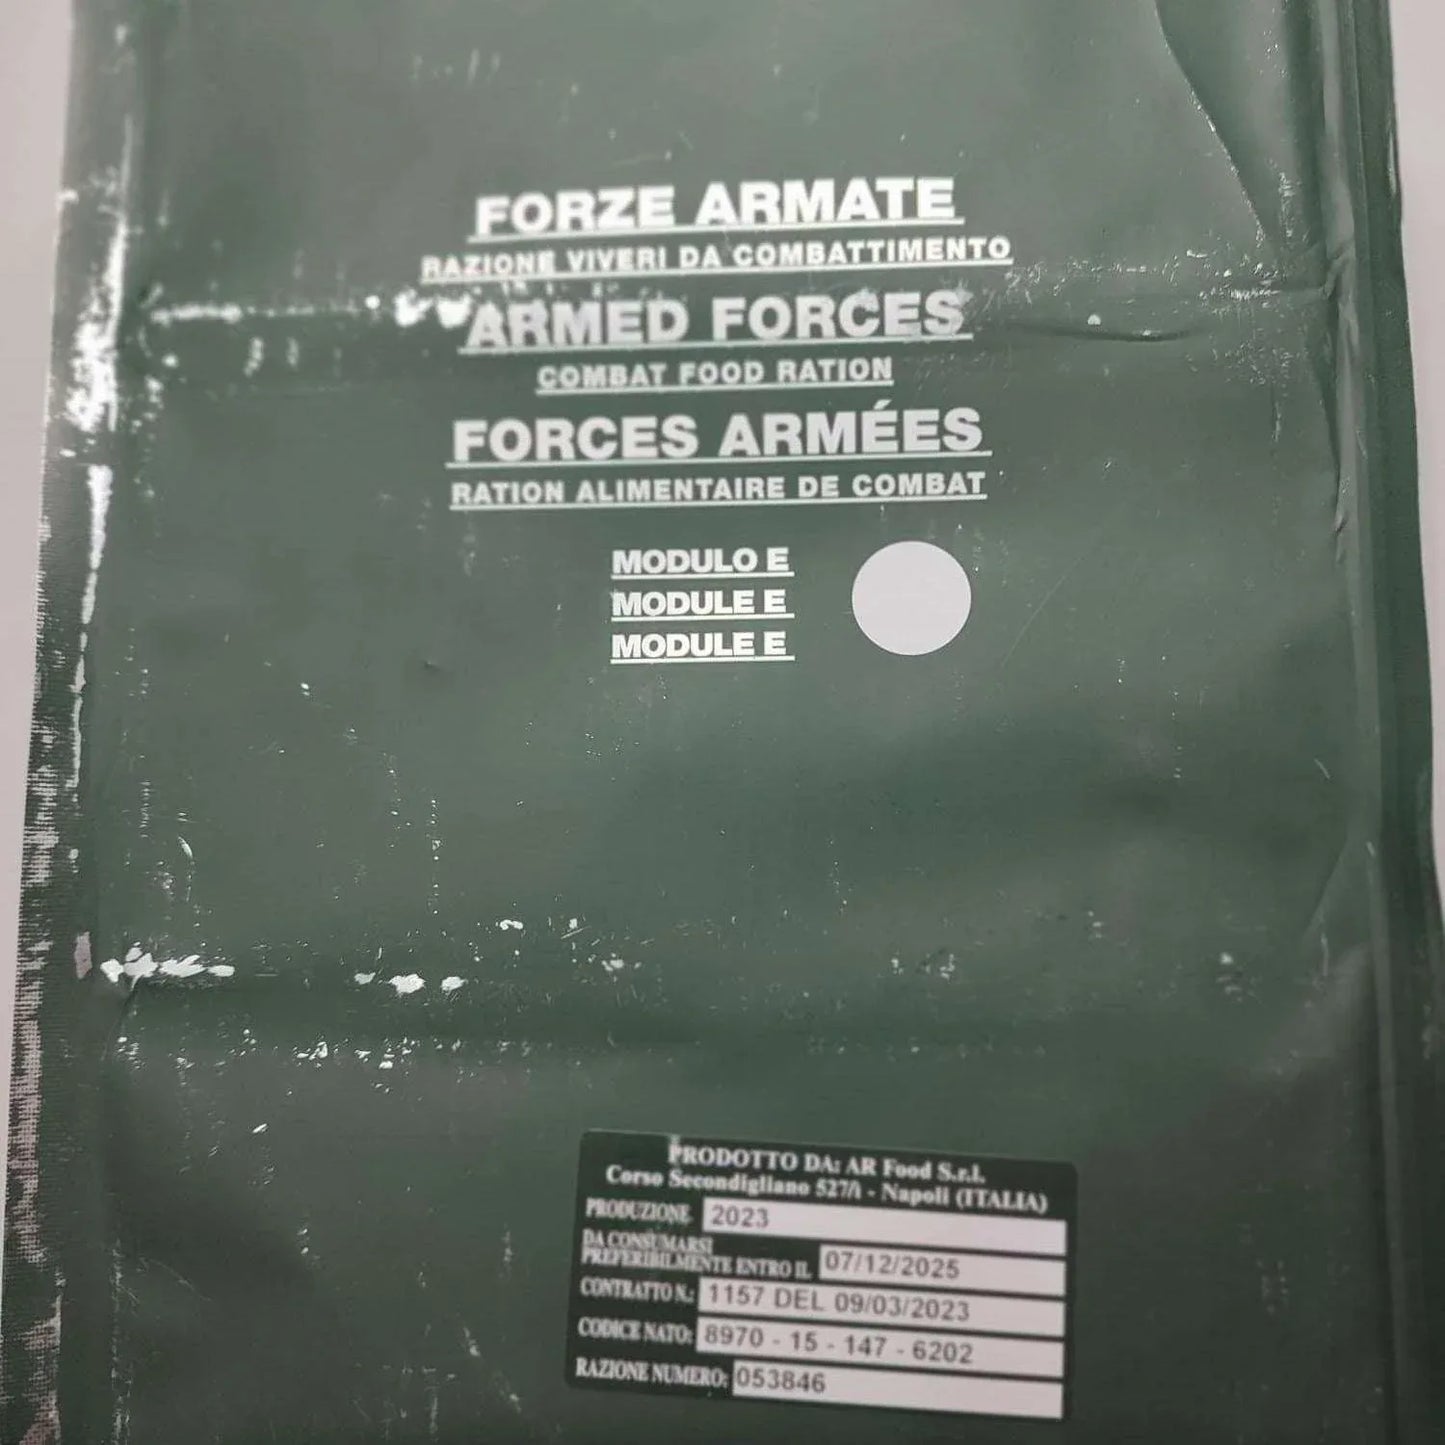 FORZE ARMATE
RAZIONE VIVERI DA COMBATTIMENTO
ARMED FORCES
COMBAT FOOD RATION
FORCES ARMÉES
RATION ALIMENTAIRE DE COMBAT
MODULO E
MODULE E
MODULE E
PRODOTTO DA: AR Food S.r.l.
Corso Secondigliano 527/ - Napoli (ITALIA)
PRODUZIONE 2023
DA CONSUMARSI
PREFERIBILMENTE ENTRO IL 07/12/2025
CONTRATTO N.: 1157 DEL 09/03/2023
CODICE NATO: 8970 - 15 - 147 - 6202
RAZIONE NUMERO: 053846